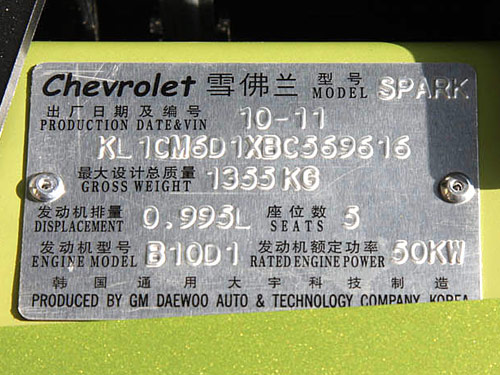 Chevrolet 雪佛兰 型号 MODEL SPARK
出厂日期及编号 PRODUCTION DATE&VIN 10-11
KL1CM6D1XBC569616
最大设计总质量 GROSS WEIGHT 1355KG
发动机排量 DISPLACEMENT 0.995L 座位数 SEATS 5
发动机型号 ENGINE MODEL B10D1 发动机额定功率 RATED ENGINE POWER 50KW
韩国通用大宇科技制造
PRODUCED BY GM DAEWOO AUTO & TECHNOLOGY COMPANY, KOREA